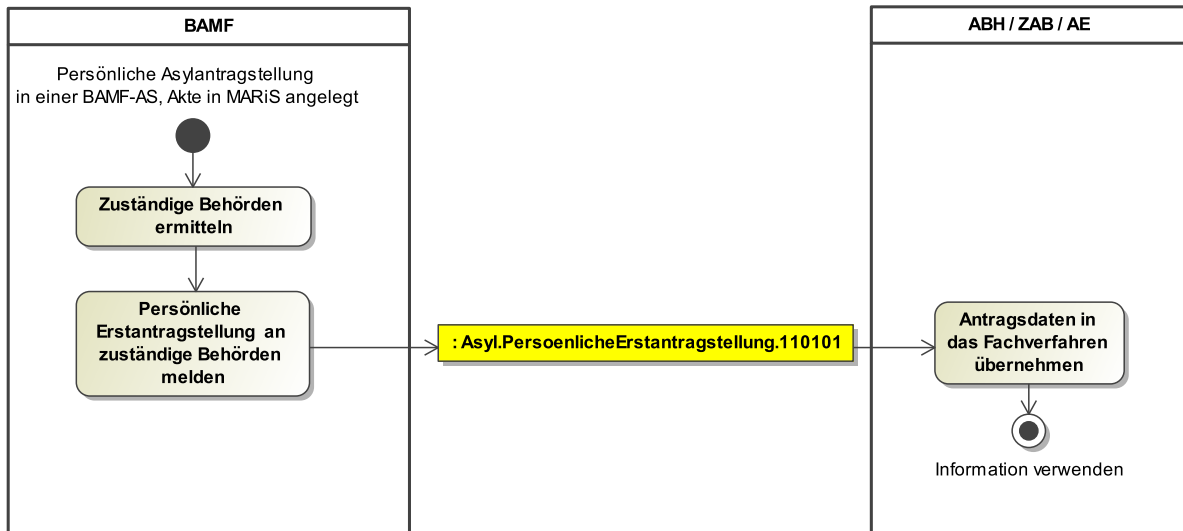 BAMF
Persönliche Asylantragstellung
in einer BAMF-AS, Akte in MARiS angelegt
Zuständige Behörden
ermitteln
Persönliche
Erstantragstellung an
zuständige Behörden
melden
: Asyl.PersoenlicheErstantragstellung.110101
ABH / ZAB / AE
Antragsdaten in
das Fachverfahren
übernehmen
Information verwenden